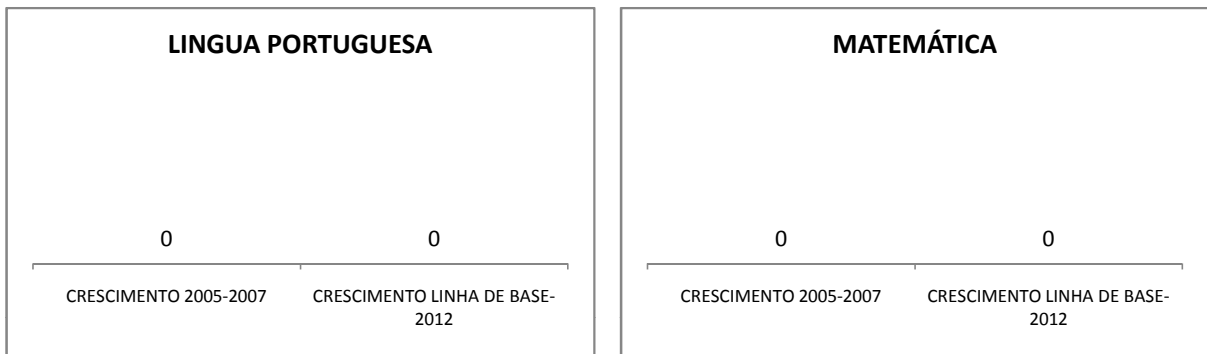 LINGUA PORTUGUESA
0
0
CRESCIMENTO 2005-2007
CRESCIMENTO LINHA DE BASE-
2012
MATEMÁTICA
0
0
CRESCIMENTO 2005-2007
CRESCIMENTO LINHA DE BASE-
2012